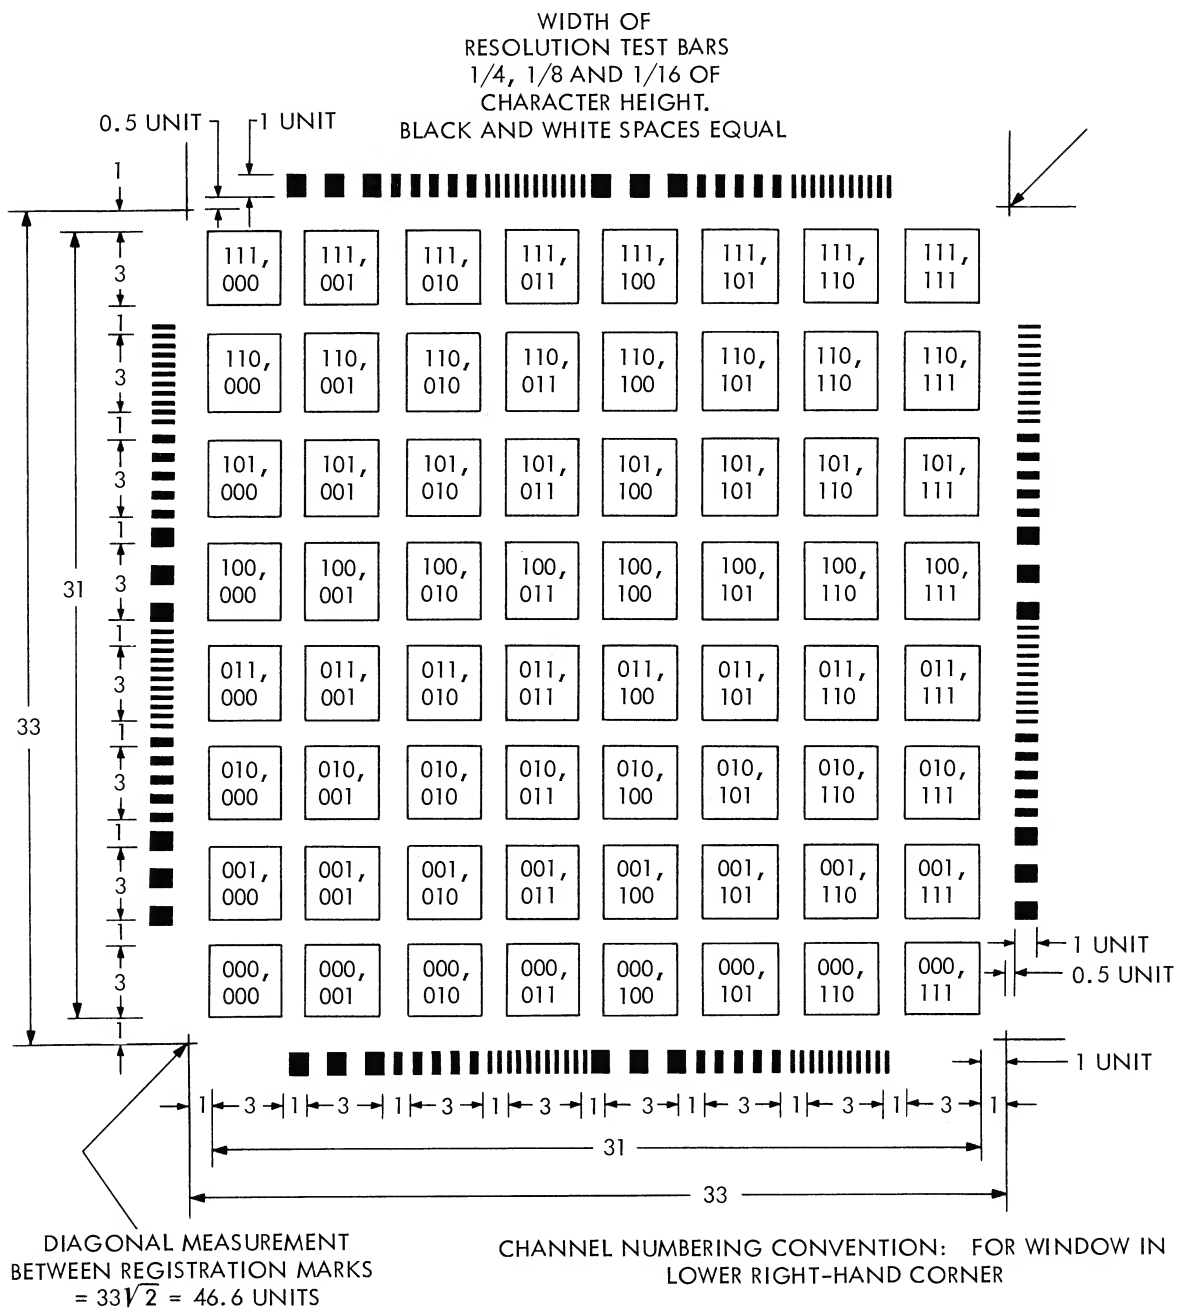 WIDTH OF
RESOLUTION TEST BARS
1/4, 1/8 AND 1/16 OF
CHARACTER HEIGHT.
BLACK AND WHITE SPACES EQUAL
0.5 UNIT
1 UNIT
1
33
31
3
1
3
1
3
1
3
1
3
1
3
1
3
1
3
1
111, 111, 111, 111, 111, 111, 111, 111,
000 001 010 011 100 101 110 111
110, 110, 110, 110, 110, 110, 110, 110,
000 001 010 011 100 101 110 111
101, 101, 101, 101, 101, 101, 101, 101,
000 001 010 011 100 101 110 111
100, 100, 100, 100, 100, 100, 100, 100,
000 001 010 011 100 101 110 111
011, 011, 011, 011, 011, 011, 011, 011,
000 001 010 011 100 101 110 111
010, 010, 010, 010, 010, 010, 010, 010,
000 001 010 011 100 101 110 111
001, 001, 001, 001, 001, 001, 001, 001,
000 001 010 011 100 101 110 111
000, 000, 000, 000, 000, 000, 000, 000,
000 001 010 011 100 101 110 111
1 UNIT
0.5 UNIT
1 UNIT
1 3 1 3 1 3 1 3 1 3 1 3 1 3 1 3 1
31
33
DIAGONAL MEASUREMENT
BETWEEN REGISTRATION MARKS
= 33√2 = 46.6 UNITS
CHANNEL NUMBERING CONVENTION: FOR WINDOW IN
LOWER RIGHT-HAND CORNER